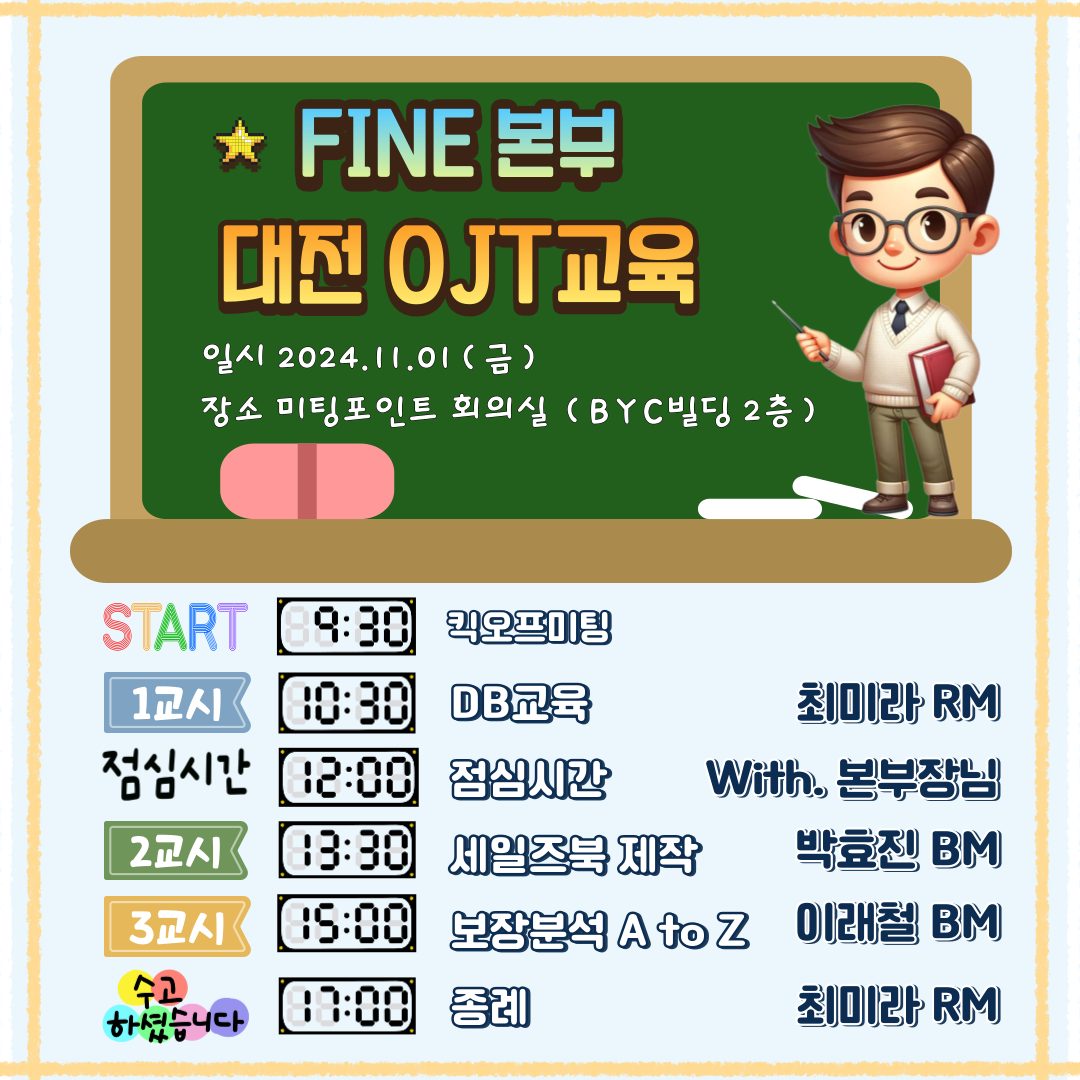 FINE 본부
대전 OJT교육
일시 2024.11.01 ( 금 )
장소 미팅포인트 회의실 ( BYC빌딩 2층 )
START 9:30 킥오프미팅
1교시 10:30 DB교육 최미라 RM
점심시간 12:00 점심시간 With. 본부장님
2교시 13:30 세일즈북 제작 박효진 BM
3교시 15:00 보장분석 A to Z 이래철 BM
수고
하셨습니다 17:00 종례 최미라 RM